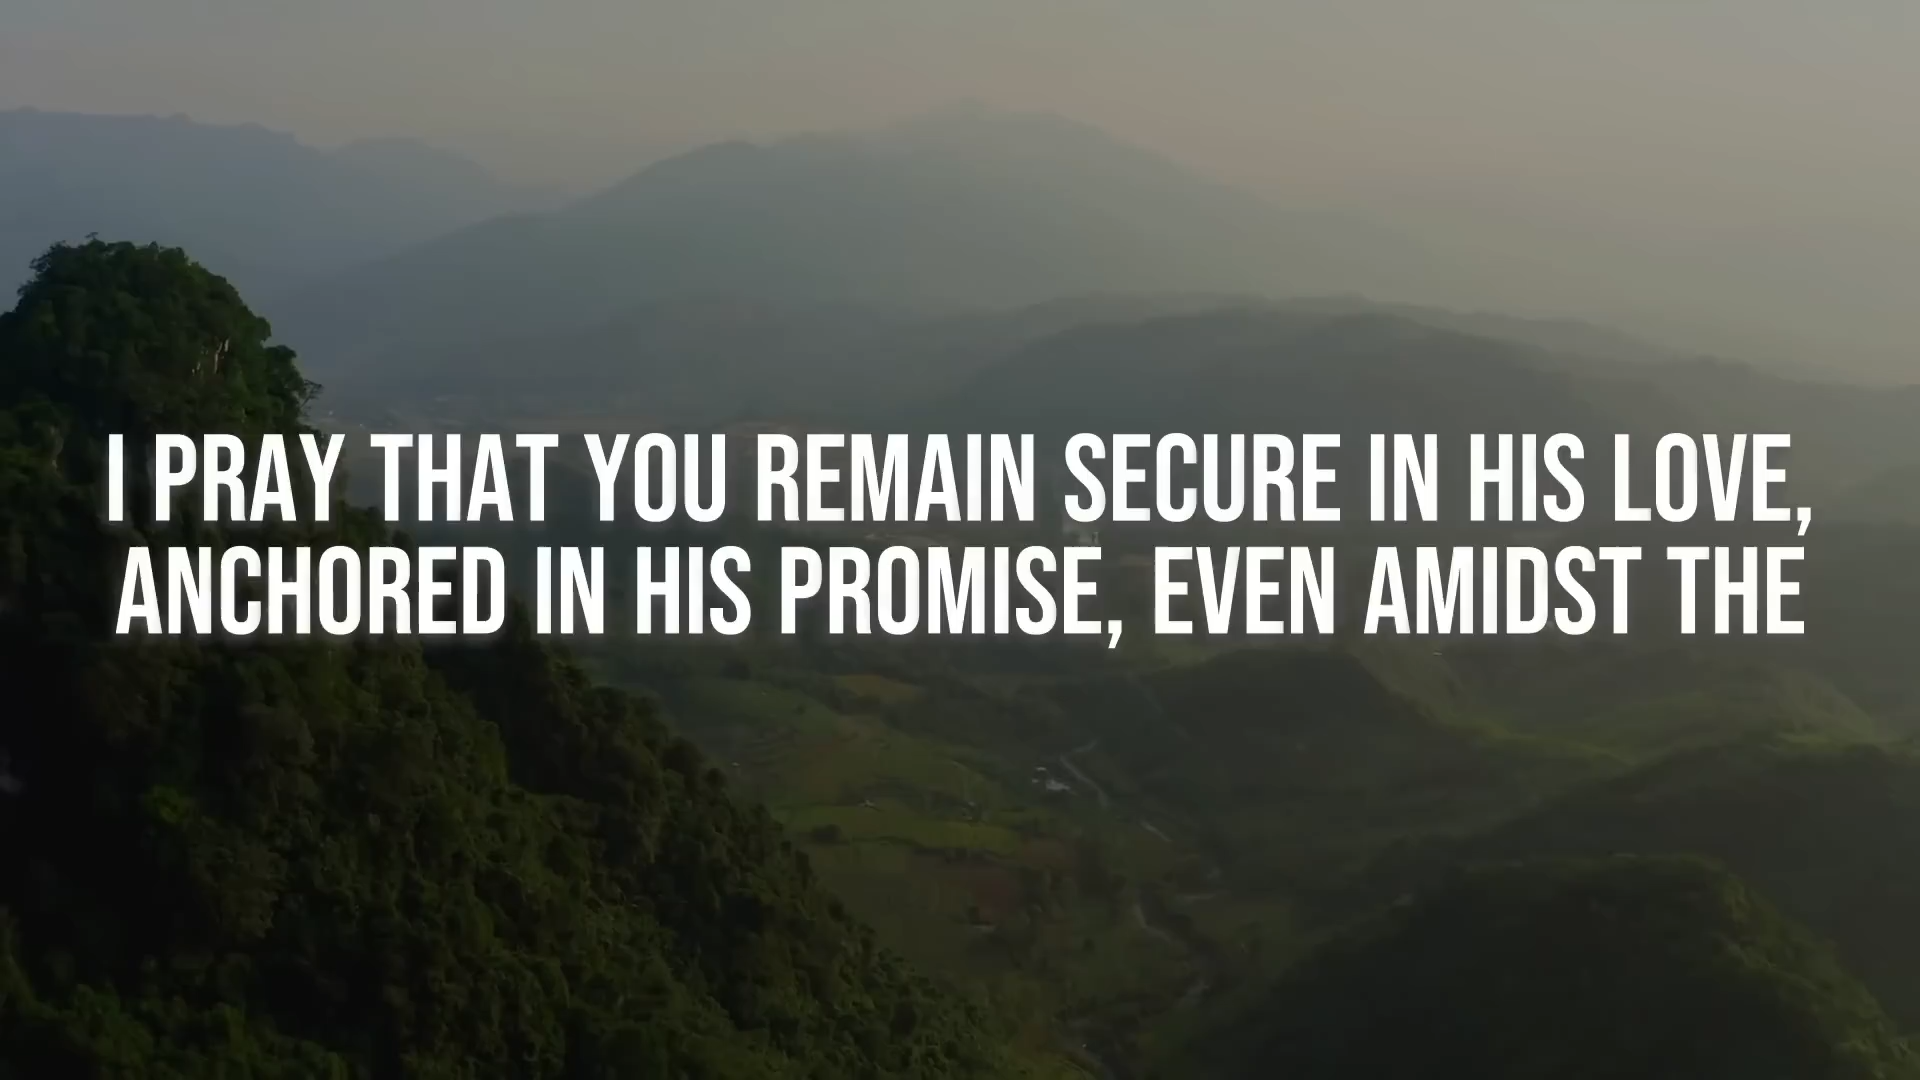 I PRAY THAT YOU REMAIN SECURE IN HIS LOVE,
ANCHORED IN HIS PROMISE, EVEN AMIDST THE